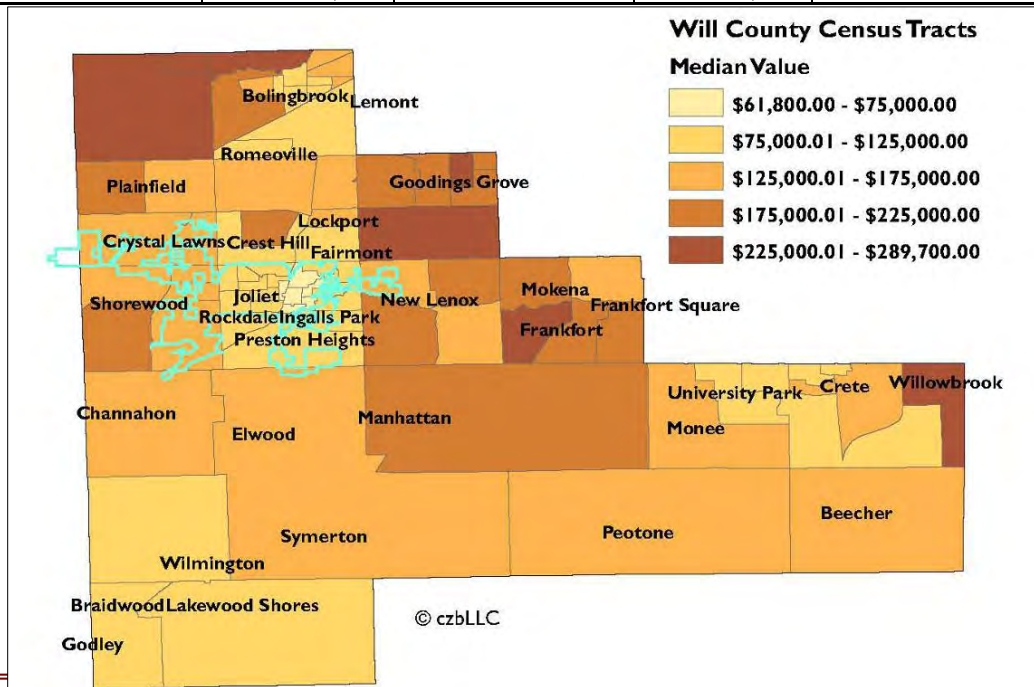 Will County Census Tracts
Median Value
$61,800.00 - $75,000.00
$75,000.01 - $125,000.00
$125,000.01 - $175,000.00
$175,000.01 - $225,000.00
$225,000.01 - $289,700.00
Bolingbrook
Lemont
Romeoville
Plainfield
Goodings Grove
Lockport
Crystal Lawns
Crest Hill
Fairmont
Shorewood
Joliet
New Lenox
Mokena
Frankfort Square
Rockdale
Ingalls Park
Frankfort
Preston Heights
University Park
Crete
Willowbrook
Channahon
Manhattan
Elwood
Monee
Symerton
Peotone
Beecher
Wilmington
Braidwood
Lakewood Shores
© czbLLC
Godley